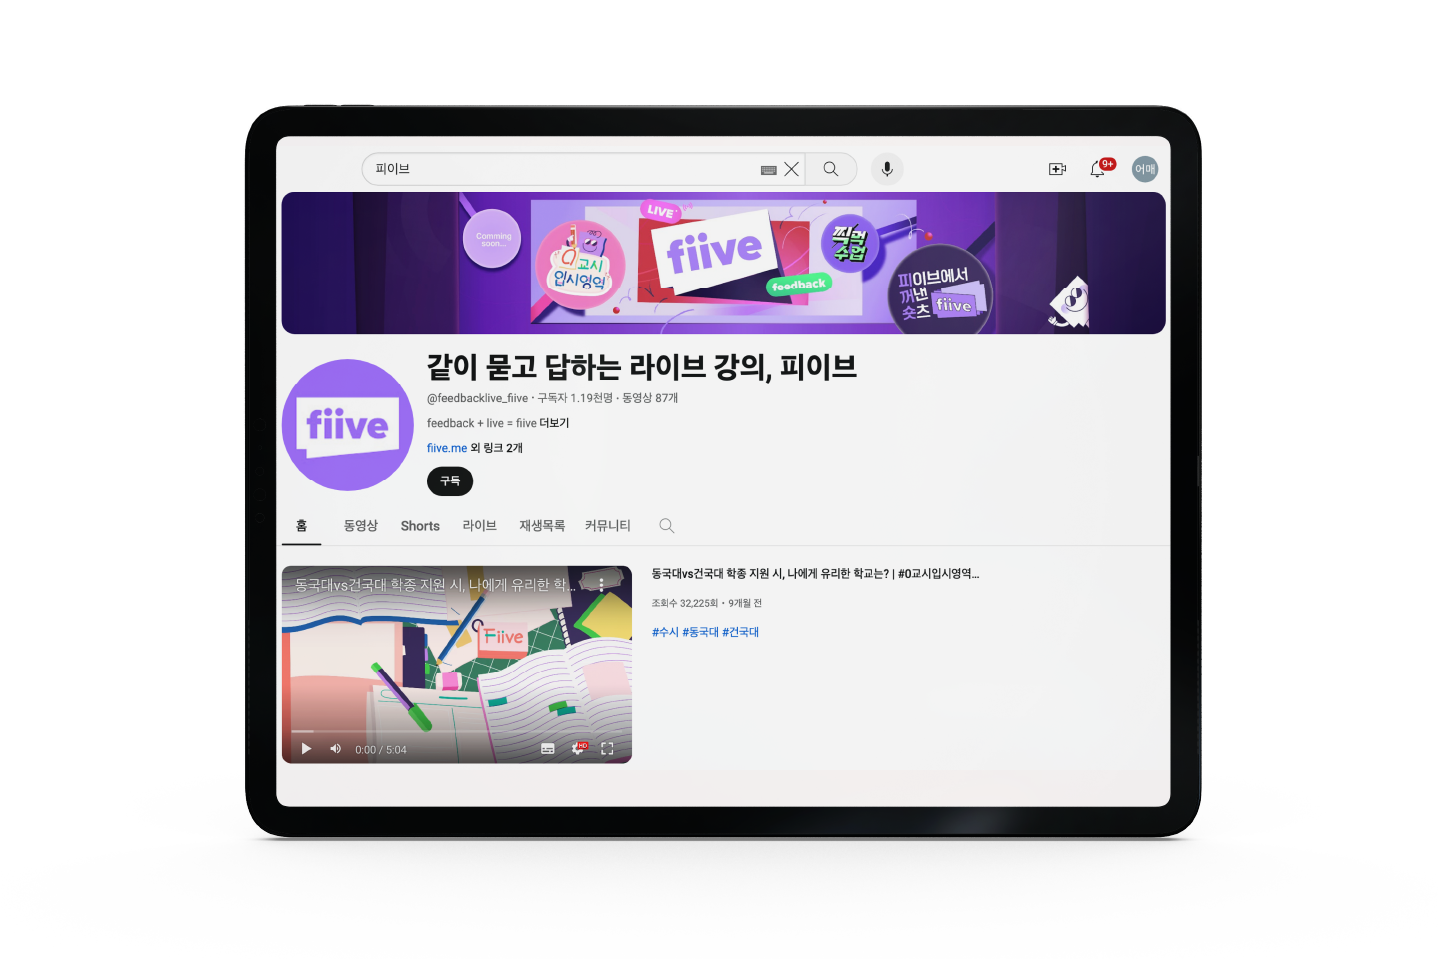 피이브
9+
어매
Comming
soon...
LIVE
0교시
입시영역
fiive
feedback
찍먹
수업
피이브에서
꺼낸
숏츠 fiive
fiive
같이 묻고 답하는 라이브 강의, 피이브
@feedbacklive_fiive · 구독자 1.19천명 · 동영상 87개
feedback + live = fiive 더보기
fiive.me 외 링크 2개
구독
홈 동영상 Shorts 라이브 재생목록 커뮤니티
동국대vs건국대 학종 지원 시, 나에게 유리한 학...
Fiive
0:00 / 5:04
HD
동국대vs건국대 학종 지원 시, 나에게 유리한 학교는? | #0교시입시영역...
조회수 32,225회 · 9개월 전
#수시 #동국대 #건국대